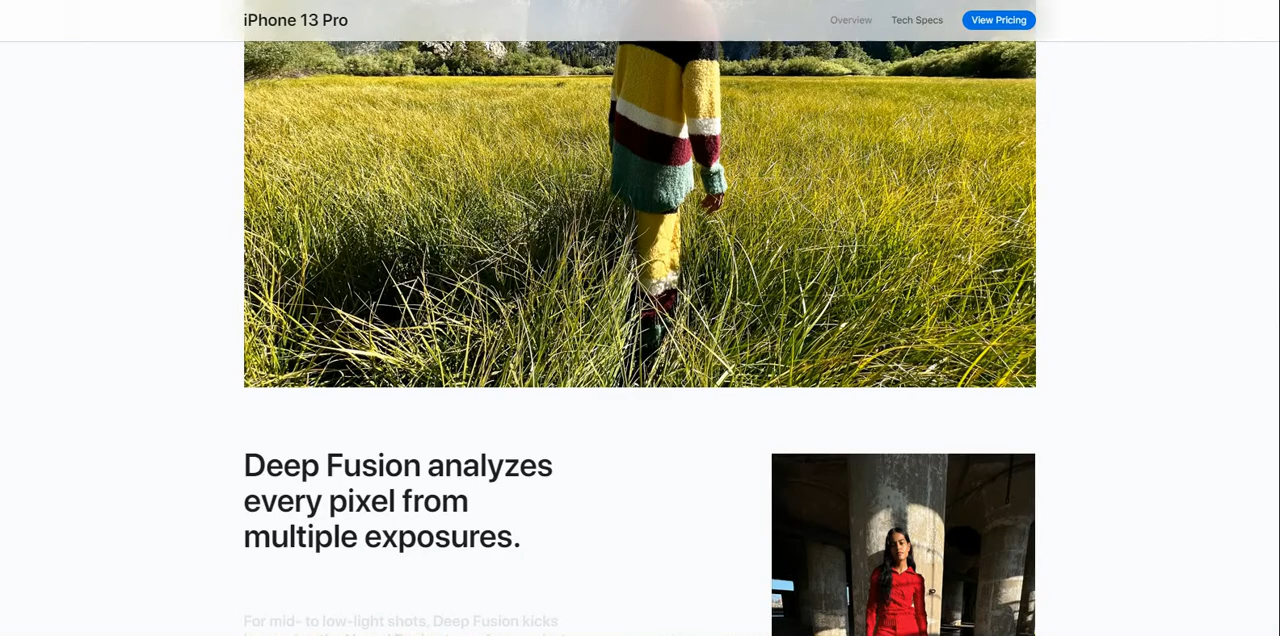 iPhone 13 Pro
Overview
Tech Specs
View Pricing
Deep Fusion analyzes
every pixel from
multiple exposures.
For mid- to low-light shots, Deep Fusion kicks